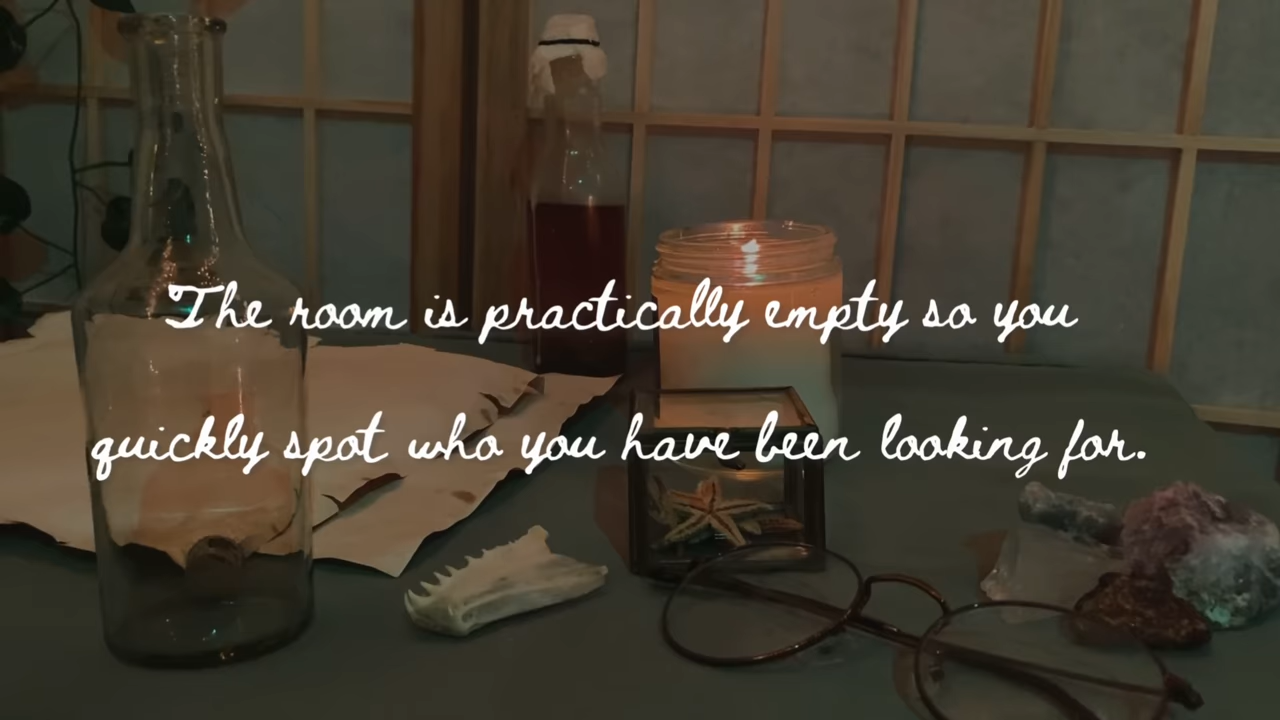 The room is practically empty so you
quickly spot who you have been looking for.